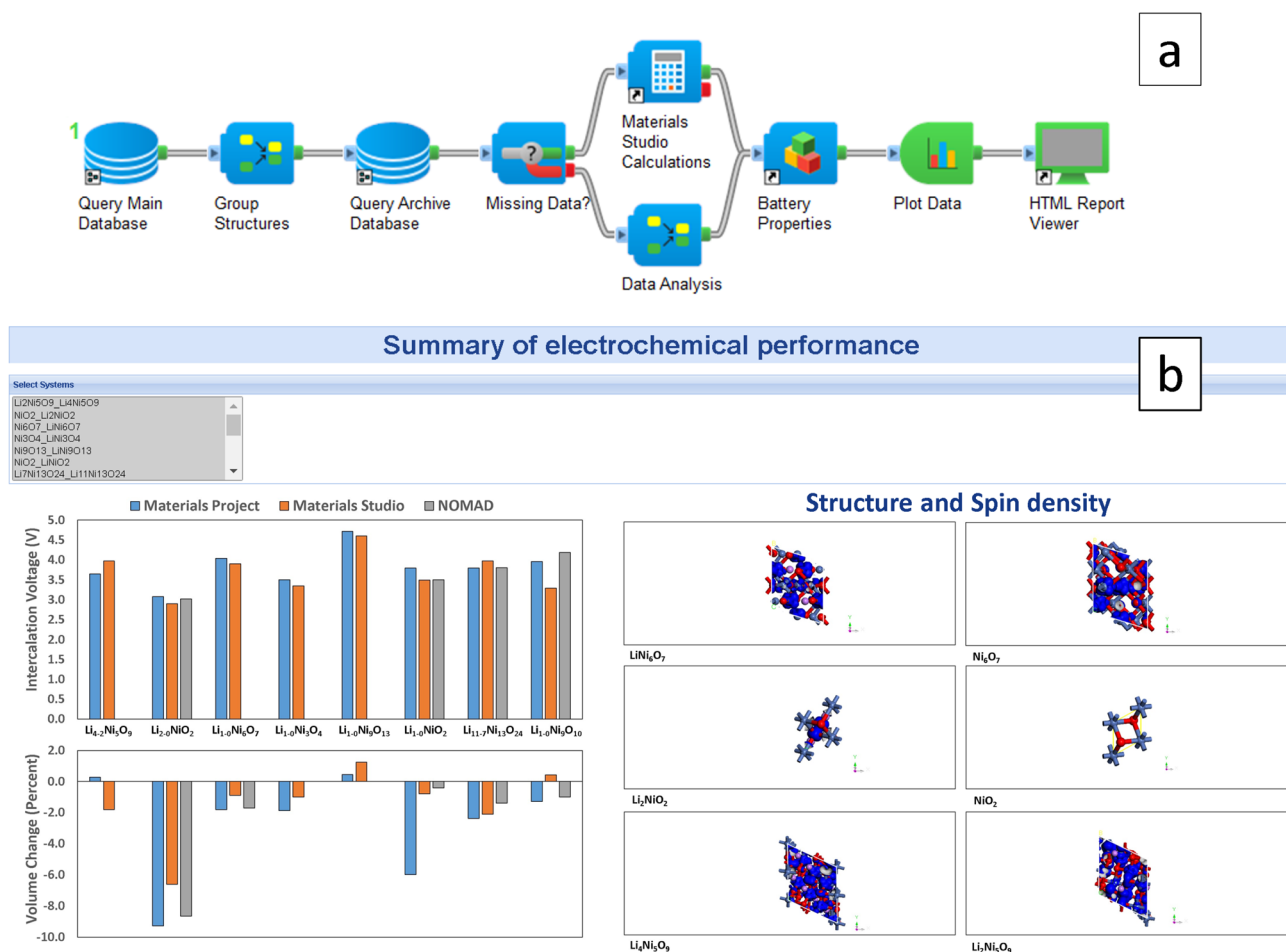 a
1
Query Main
Database
Group
Structures
Query Archive
Database
Missing Data?
?
Materials
Studio
Calculations
Data Analysis
Battery
Properties
Plot Data
HTML Report
Viewer
Summary of electrochemical performance
b
Select Systems
Li2Ni5O9_Li4Ni5O9
NiO2_Li2NiO2
Ni6O7_LiNi6O7
Ni3O4_LiNi3O4
Ni9O13_LiNi9O13
NiO2_LiNiO2
Li7Ni13O24_Li11Ni13O24
Materials Project Materials Studio NOMAD
Intercalation Voltage (V)
5.0
4.5
4.0
3.5
3.0
2.5
2.0
1.5
1.0
0.5
0.0
Li₄₋₂Ni₅O₉ Li₂₋₀NiO₂ Li₁₋₀Ni₆O₇ Li₁₋₀Ni₃O₄ Li₁₋₀Ni₉O₁₃ Li₁₋₀NiO₂ Li₁₁₋₇Ni₁₃O₂₄ Li₁₋₀Ni₉O₁₀
Volume Change (Percent)
2.0
0.0
-2.0
-4.0
-6.0
-8.0
-10.0
Structure and Spin density
LiNi₆O₇
Ni₆O₇
Li₂NiO₂
NiO₂
Li₄Ni₅O₉
Li₂Ni₅O₉